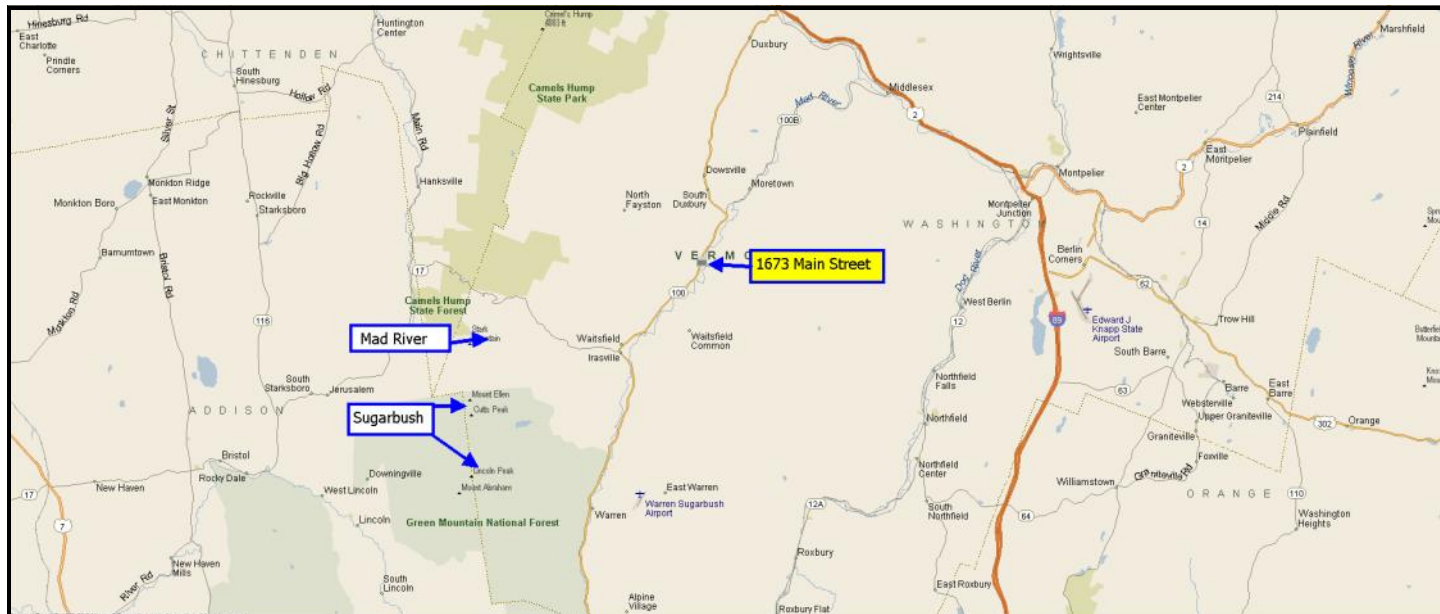 Hinesburg Rd
East
Charlotte
Prindle
Corners
CHITTENDEN
South
Hinesburg
Hollow Rd
Silver St
Big Hollow Rd
Main Rd
Huntington
Center
Camel's Hump
Camels Hump
State Park
Duxbury
Middlesex
Mad River
100B
2
Wrightsville
East Montpelier
Center
Winooski River
Marshfield
214
Plainfield
East
Montpelier
2
Montpelier
Monkton Ridge
East Monkton
Monkton Boro
Rockville
Starksboro
Hanksville
North
Fayston
Dowsville
South
Duxbury
Moretown
Montpelier
Junction
WASHINGTON
Middle Rd
14
Barnumtown
Bristol Rd
Monkton Rd
116
17
VERMO
1673 Main Street
100
Dog River
Berlin
Corners
62
West Berlin
12
89
Edward J
Knapp State
Airport
Trow Hill
Camels Hump
State Forest
Mad River
Stark
Waitsfield
Irasville
Waitsfield
Common
South Barre
63
Barre
East
Barre
Websterville
Upper Graniteville
302
Orange
South
Starksboro
Jerusalem
ADDISON
Mount Ellen
Cutts Peak
Sugarbush
Northfield
Falls
Northfield
Graniteville
Foxville
Graniteville Rd
Bristol
Rocky Dale
Downingville
Lincoln Peak
Mount Abraham
Northfield
Center
Williamstown
ORANGE
110
17
New Haven
West Lincoln
Lincoln
East Warren
Warren Sugarbush
Airport
Warren
12A
South
Northfield
64
Washington
Heights
7
Green Mountain National Forest
New Haven
Mills
River Rd
South
Lincoln
Alpine
Village
Roxbury
Roxbury Flat
East Roxbury